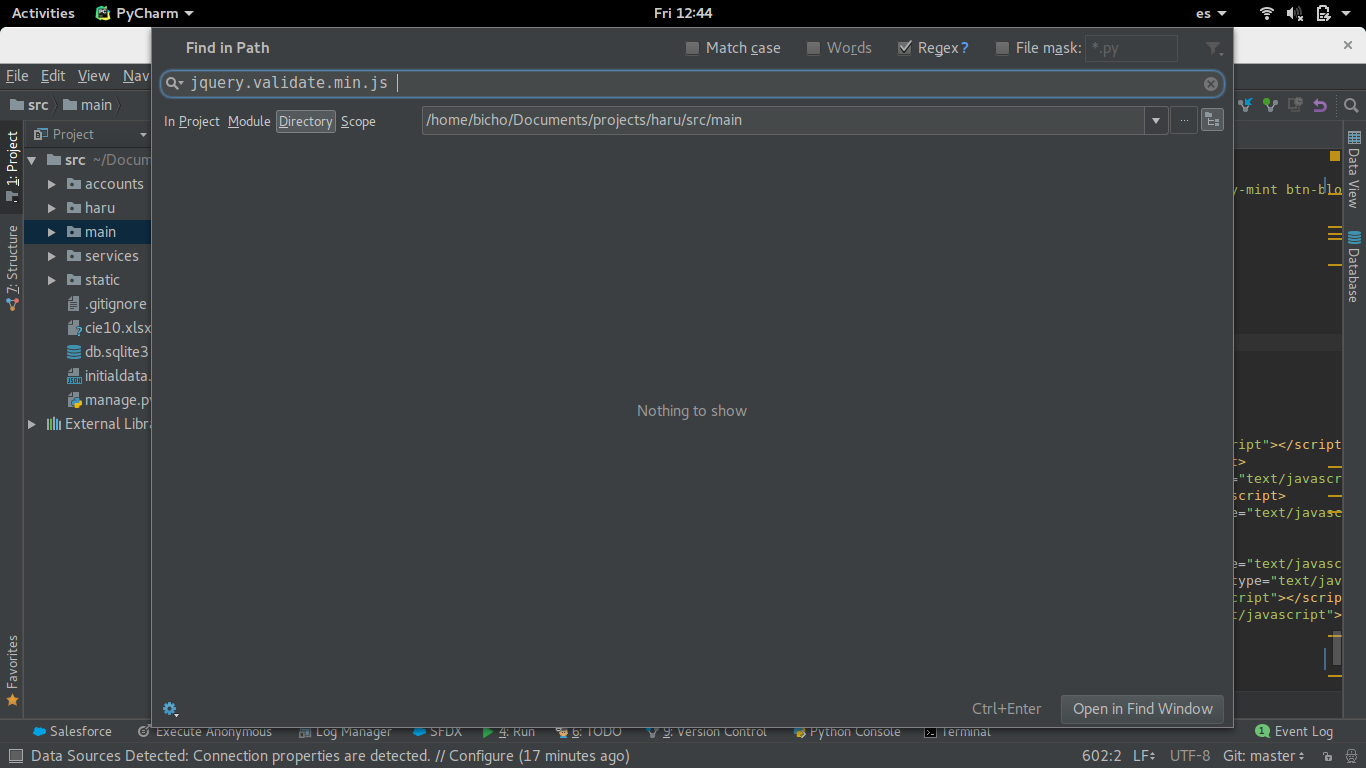 Activities PyCharm Fri 12:44 es
Find in Path Match case Words Regex? File mask: *.py
File Edit View Nav
jquery.validate.min.js
src main
In Project Module Directory Scope /home/bicho/Documents/projects/haru/src/main ...
Project
1: Project
7: Structure
Favorites
src ~/Docum
accounts
haru
main
services
static
.gitignore
cie10.xlsx
db.sqlite3
initialdata.
manage.py
External Libra
Nothing to show
y-mint btn-blo
ript"></script
t>
="text/javascr
script>
e="text/javasc
e="text/javasc
type="text/jav
cript"></scrip
t/javascript">
Data View
Database
Ctrl+Enter Open in Find Window
Salesforce Execute Anonymous Log Manager SFDX 4: Run 6: TODO 9: Version Control Python Console Terminal 1 Event Log
Data Sources Detected: Connection properties are detected. // Configure (17 minutes ago) 602:2 LF UTF-8 Git: master